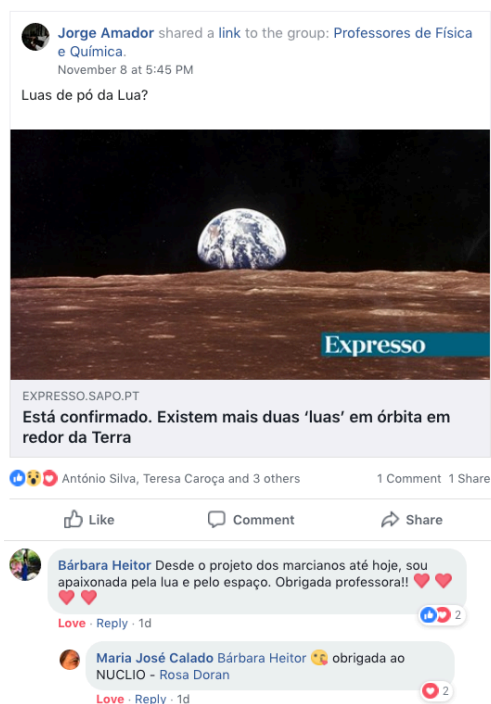 Jorge Amador shared a link to the group: Professores de Física
e Química.
November 8 at 5:45 PM
Luas de pó da Lua?
Expresso
EXPRESSO.SAPO.PT
Está confirmado. Existem mais duas ‘luas’ em órbita em
redor da Terra
António Silva, Teresa Caroça and 3 others
1 Comment 1 Share
Like
Comment
Share
Bárbara Heitor Desde o projeto dos marcianos até hoje, sou
apaixonada pela lua e pelo espaço. Obrigada professora!!
2
Love · Reply · 1d
Maria José Calado Bárbara Heitor obrigada ao
NUCLIO - Rosa Doran
2
Love · Reply · 1d